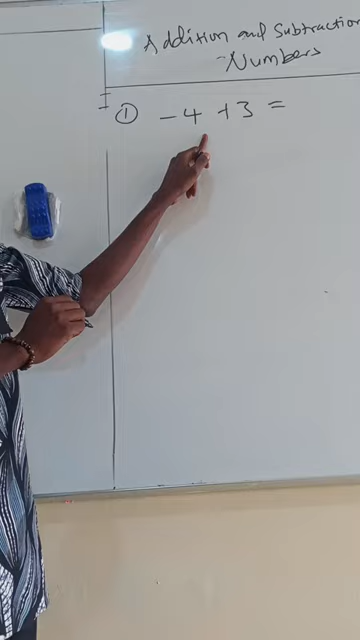 Addition and Subtraction
Numbers
① -4 +3 =